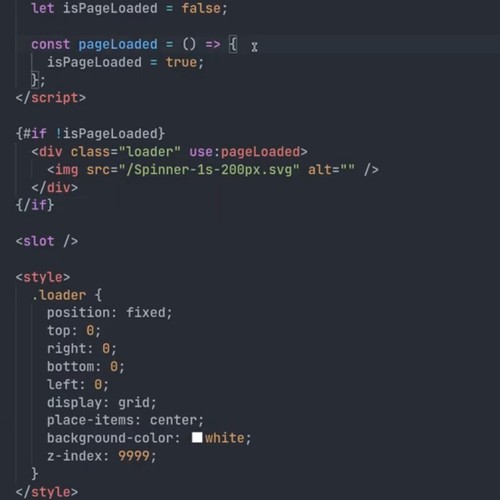 let isPageLoaded = false;
const pageLoaded = () => {
isPageLoaded = true;
};
</script>
{#if !isPageLoaded}
<div class="loader" use:pageLoaded>
<img src="/Spinner-1s-200px.svg" alt="" />
</div>
{/if}
<slot />
<style>
.loader {
position: fixed;
top: 0;
right: 0;
bottom: 0;
left: 0;
display: grid;
place-items: center;
background-color: white;
z-index: 9999;
}
</style>